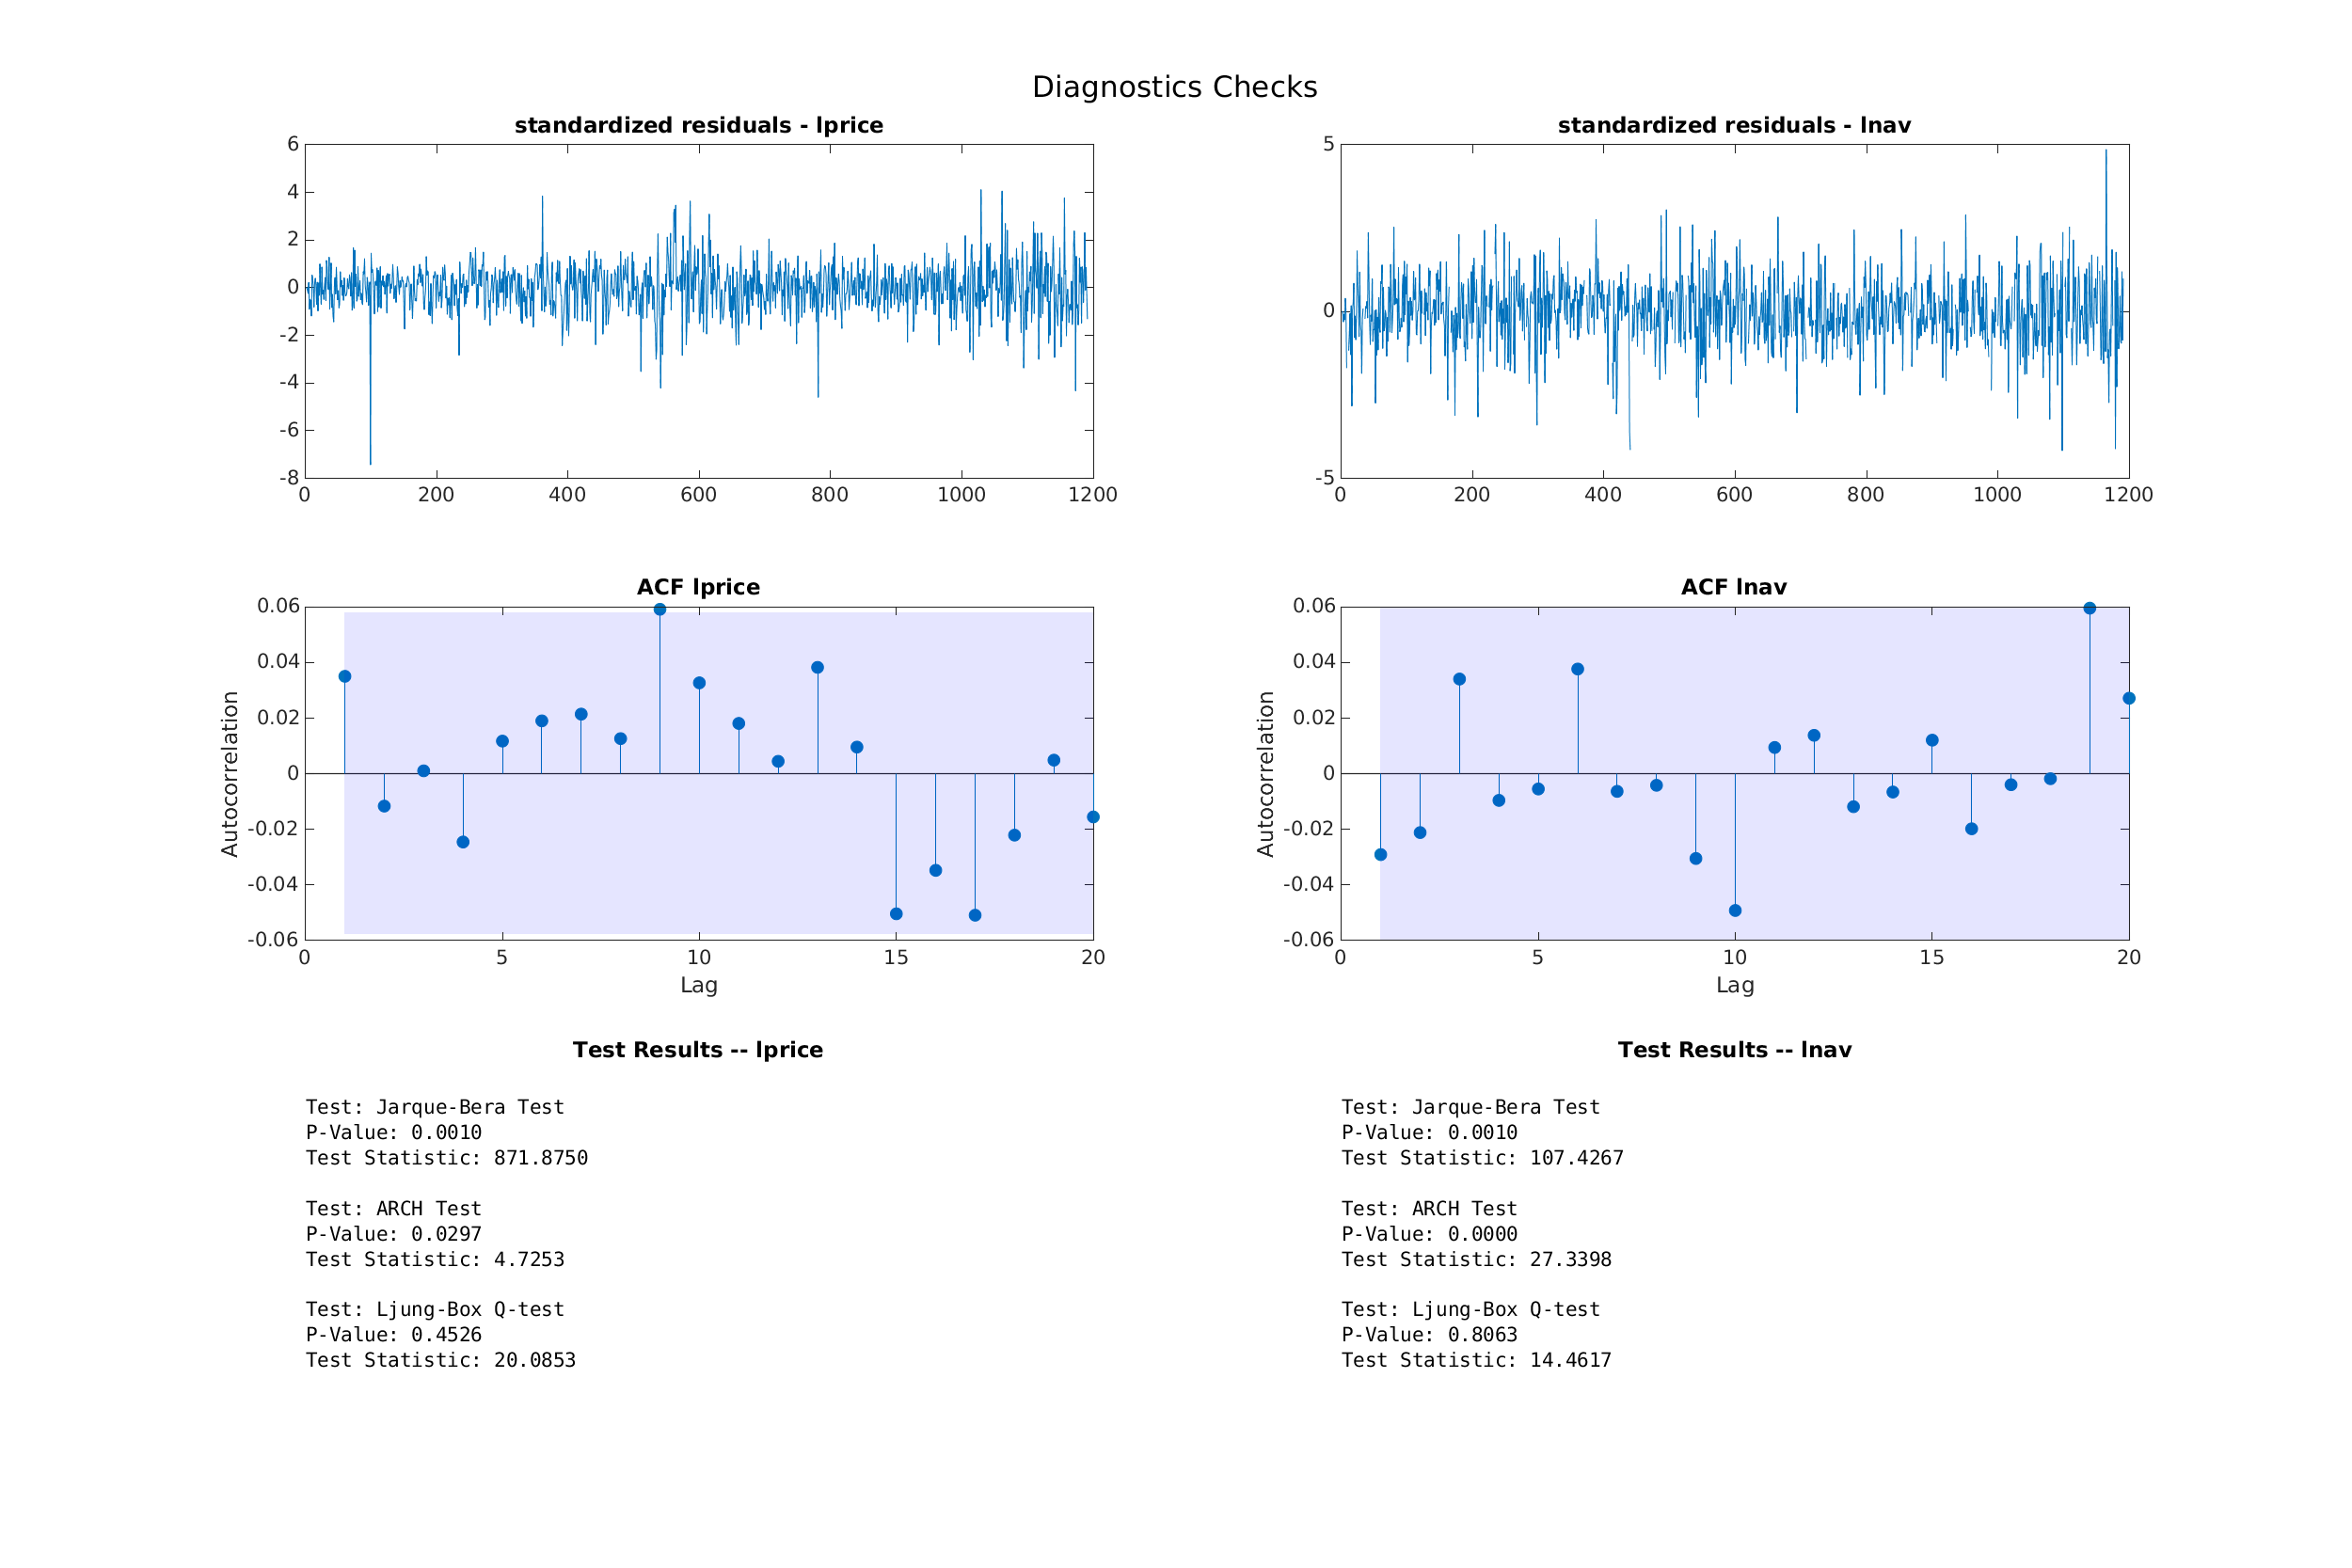 Diagnostics Checks
standardized residuals - lprice
6
4
2
0
-2
-4
-6
-8
0 200 400 600 800 1000 1200
standardized residuals - lnav
5
0
-5
0 200 400 600 800 1000 1200
ACF lprice
Autocorrelation
0.06
0.04
0.02
0
-0.02
-0.04
-0.06
0 5 10 15 20
Lag
ACF lnav
Autocorrelation
0.06
0.04
0.02
0
-0.02
-0.04
-0.06
0 5 10 15 20
Lag
Test Results -- lprice
Test: Jarque-Bera Test
P-Value: 0.0010
Test Statistic: 871.8750
Test: ARCH Test
P-Value: 0.0297
Test Statistic: 4.7253
Test: Ljung-Box Q-test
P-Value: 0.4526
Test Statistic: 20.0853
Test Results -- lnav
Test: Jarque-Bera Test
P-Value: 0.0010
Test Statistic: 107.4267
Test: ARCH Test
P-Value: 0.0000
Test Statistic: 27.3398
Test: Ljung-Box Q-test
P-Value: 0.8063
Test Statistic: 14.4617